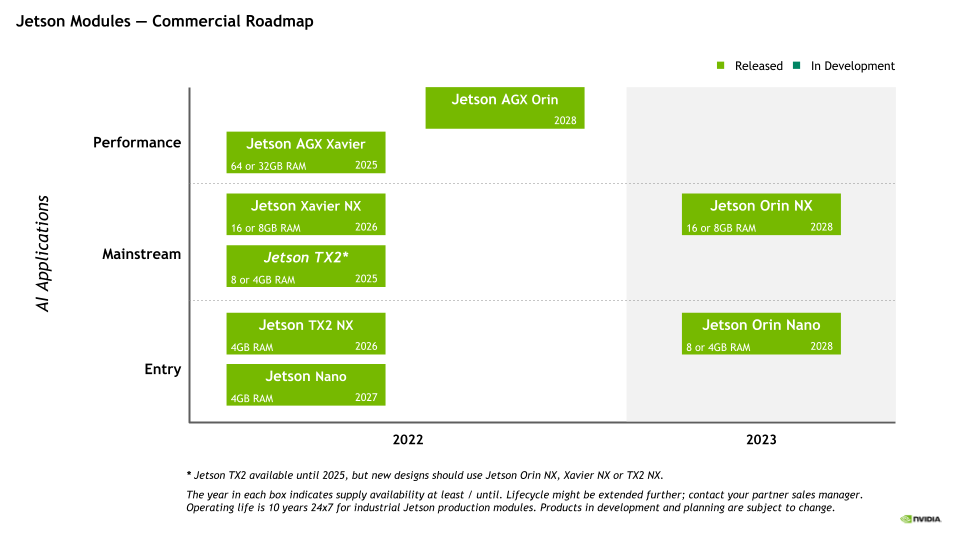 Jetson Modules — Commercial Roadmap
Released
In Development
AI Applications
Performance
Jetson AGX Orin
2028
Jetson AGX Xavier
64 or 32GB RAM 2025
Mainstream
Jetson Xavier NX
16 or 8GB RAM 2026
Jetson TX2*
8 or 4GB RAM 2025
Jetson Orin NX
16 or 8GB RAM 2028
Entry
Jetson TX2 NX
4GB RAM 2026
Jetson Nano
4GB RAM 2027
Jetson Orin Nano
8 or 4GB RAM 2028
2022
2023
* Jetson TX2 available until 2025, but new designs should use Jetson Orin NX, Xavier NX or TX2 NX.
The year in each box indicates supply availability at least / until. Lifecycle might be extended further; contact your partner sales manager.
Operating life is 10 years 24x7 for industrial Jetson production modules. Products in development and planning are subject to change.
NVIDIA